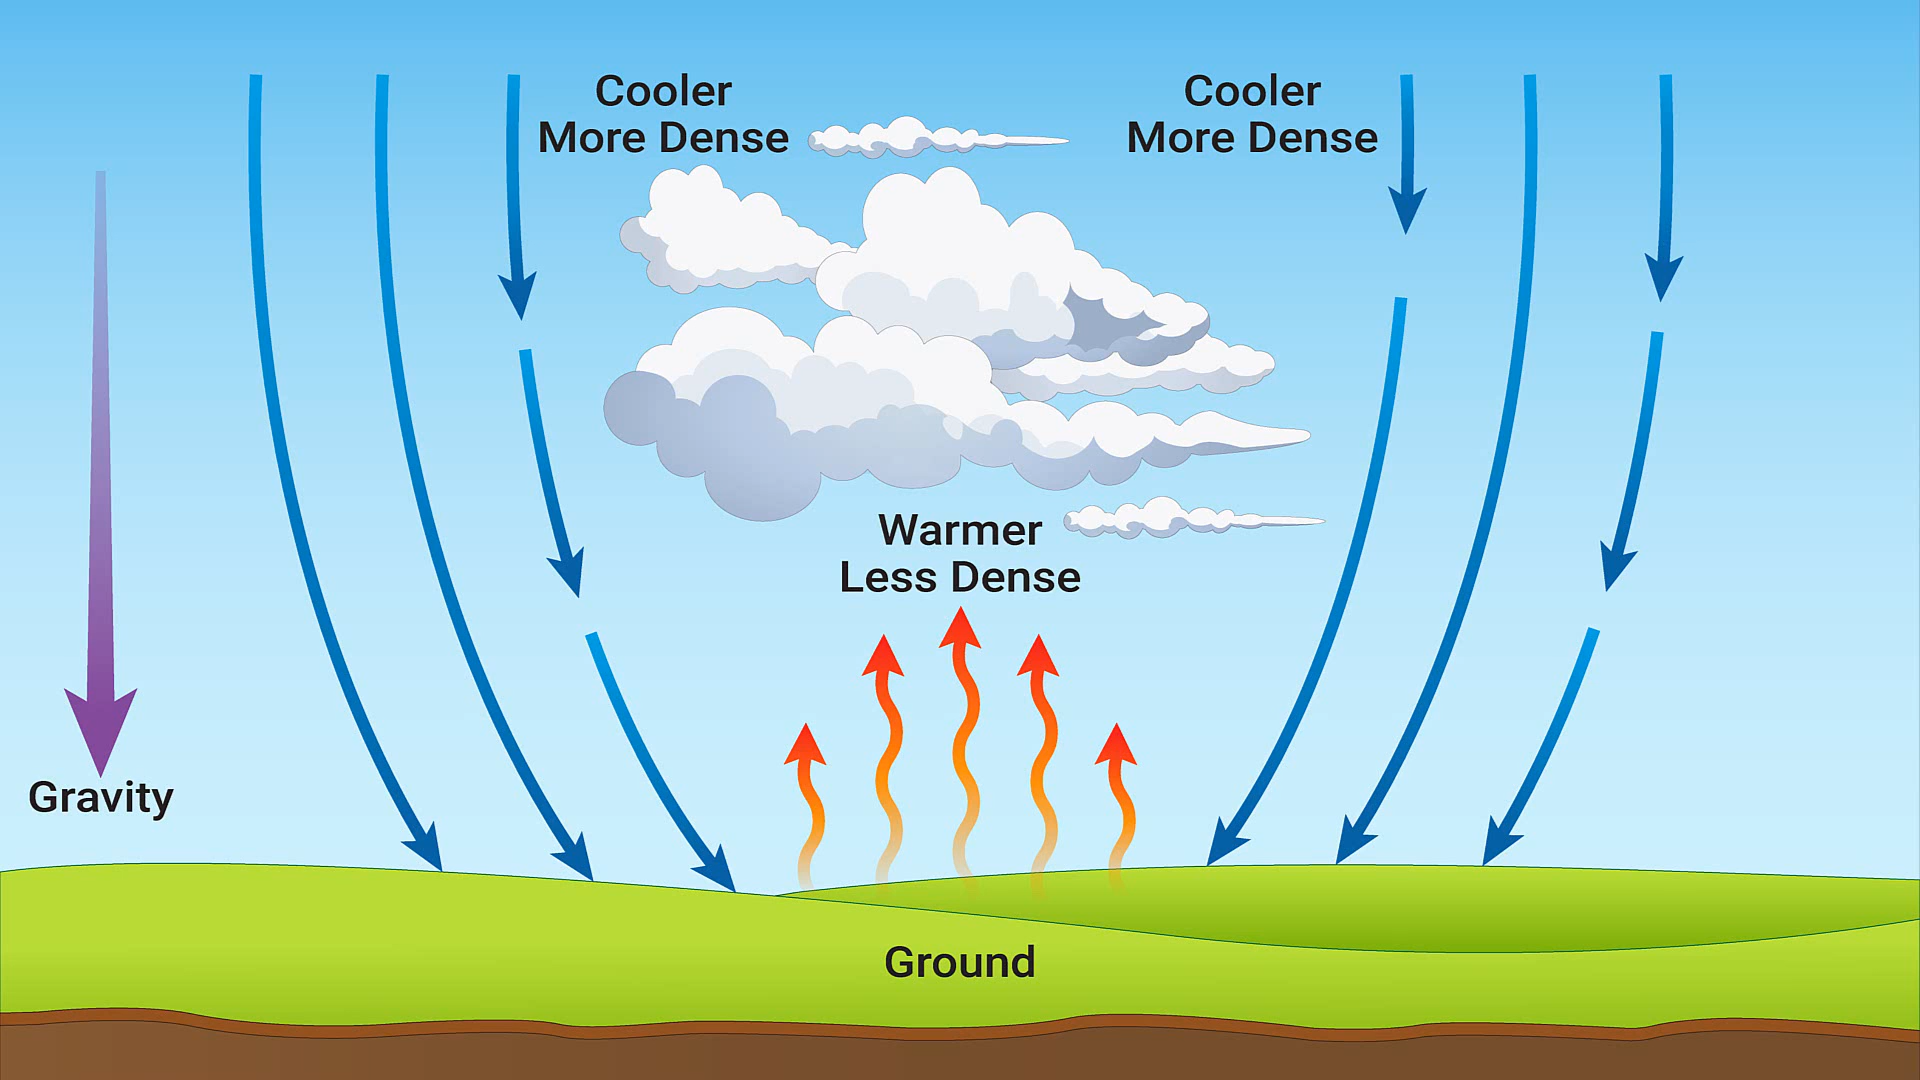 Cooler
More Dense
Cooler
More Dense
Warmer
Less Dense
Gravity
Ground